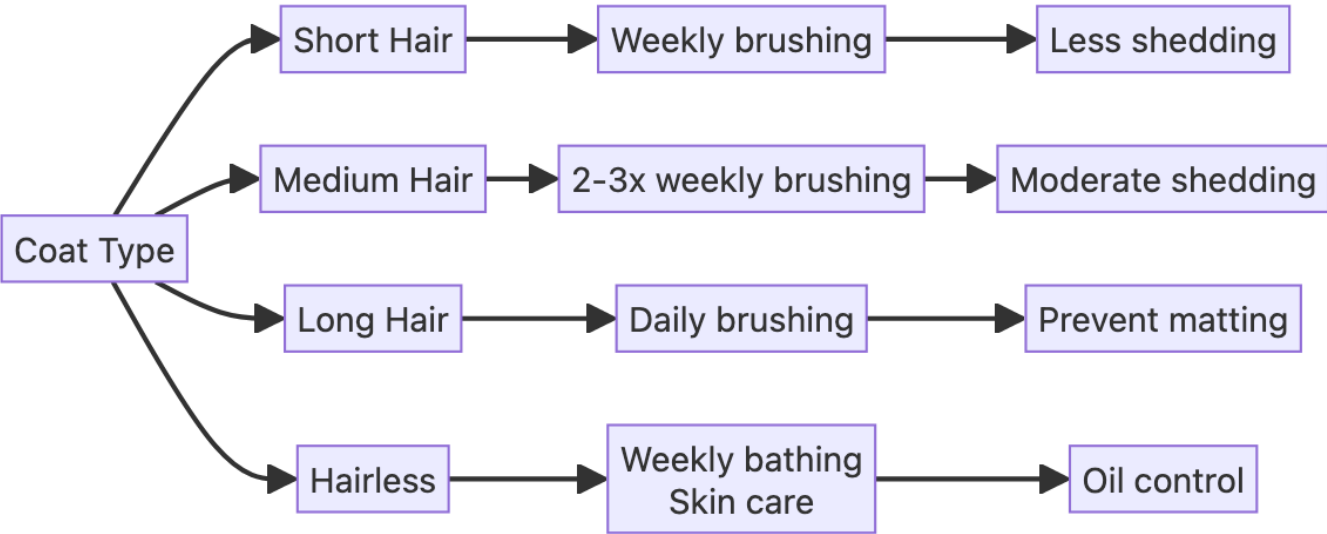 Short Hair
Weekly brushing
Less shedding
Medium Hair
2-3x weekly brushing
Moderate shedding
Coat Type
Long Hair
Daily brushing
Prevent matting
Hairless
Weekly bathing
Skin care
Oil control